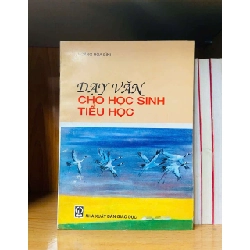 DẠY VĂN
CHO HỌC SINH
TIỂU HỌC
NHÀ XUẤT BẢN GIÁO DỤC